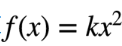 f(x) = kx²